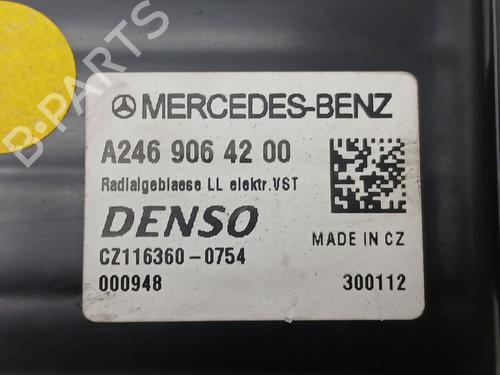 MERCEDES-BENZ
A246 906 42 00
Radialgeblaese LL elektr.VST
DENSO
MADE IN CZ
CZ116360-0754
000948 300112
B-PARTS